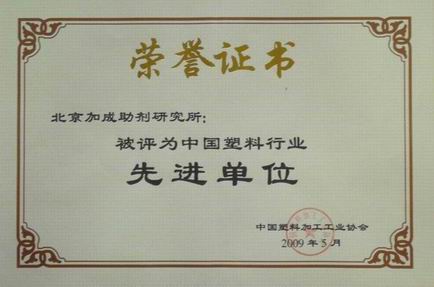 荣誉证书
北京加成助剂研究所：
被评为中国塑料行业
先进单位
中国塑料加工工业协会
2009年5月